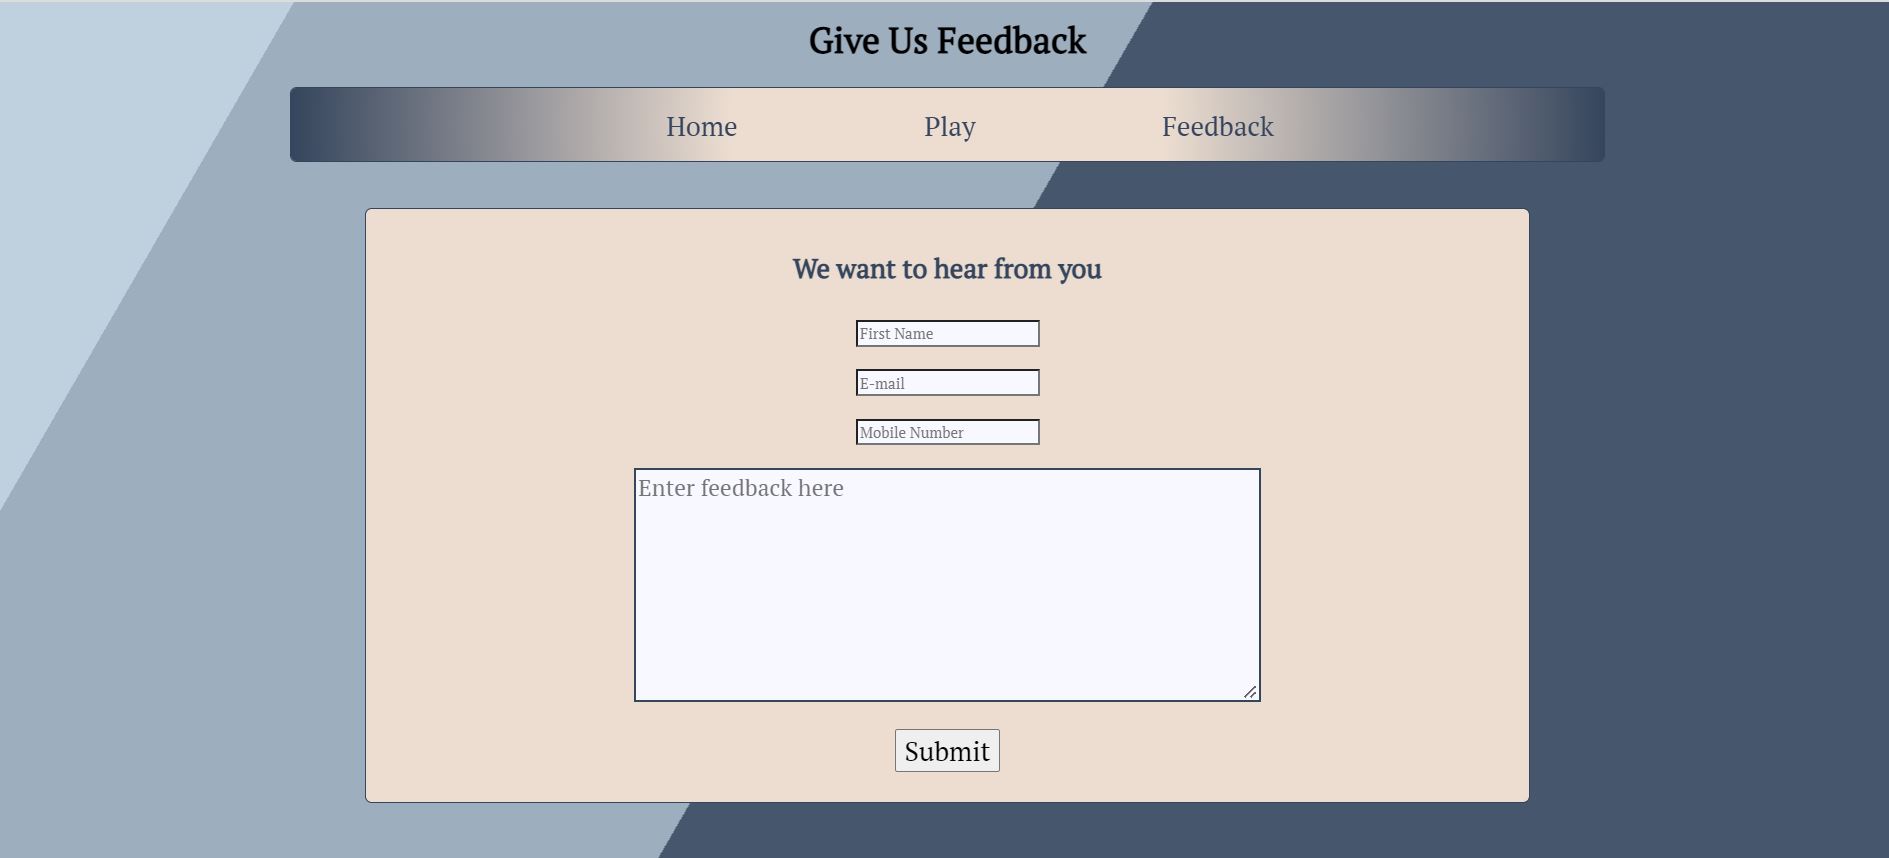 Give Us Feedback
Home Play Feedback
We want to hear from you
First Name
E-mail
Mobile Number
Enter feedback here
Submit